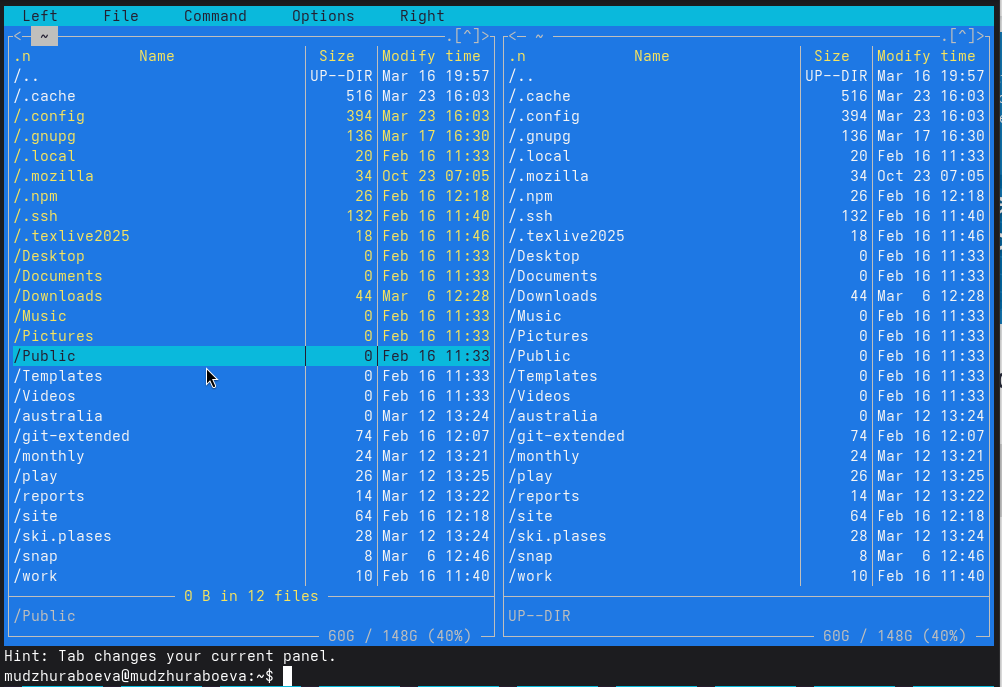 Left File Command Options Right
<─ ~ .[^]> <─ ~ .[^]>
.n Name Size Modify time .n Name Size Modify time
/.. UP--DIR Mar 16 19:57 /.. UP--DIR Mar 16 19:57
/.cache 516 Mar 23 16:03 /.cache 516 Mar 23 16:03
/.config 394 Mar 23 16:03 /.config 394 Mar 23 16:03
/.gnupg 136 Mar 17 16:30 /.gnupg 136 Mar 17 16:30
/.local 20 Feb 16 11:33 /.local 20 Feb 16 11:33
/.mozilla 34 Oct 23 07:05 /.mozilla 34 Oct 23 07:05
/.npm 26 Feb 16 12:18 /.npm 26 Feb 16 12:18
/.ssh 132 Feb 16 11:40 /.ssh 132 Feb 16 11:40
/.texlive2025 18 Feb 16 11:46 /.texlive2025 18 Feb 16 11:46
/Desktop 0 Feb 16 11:33 /Desktop 0 Feb 16 11:33
/Documents 0 Feb 16 11:33 /Documents 0 Feb 16 11:33
/Downloads 44 Mar 6 12:28 /Downloads 44 Mar 6 12:28
/Music 0 Feb 16 11:33 /Music 0 Feb 16 11:33
/Pictures 0 Feb 16 11:33 /Pictures 0 Feb 16 11:33
/Public 0 Feb 16 11:33 /Public 0 Feb 16 11:33
/Templates 0 Feb 16 11:33 /Templates 0 Feb 16 11:33
/Videos 0 Feb 16 11:33 /Videos 0 Feb 16 11:33
/australia 0 Mar 12 13:24 /australia 0 Mar 12 13:24
/git-extended 74 Feb 16 12:07 /git-extended 74 Feb 16 12:07
/monthly 24 Mar 12 13:21 /monthly 24 Mar 12 13:21
/play 26 Mar 12 13:25 /play 26 Mar 12 13:25
/reports 14 Mar 12 13:22 /reports 14 Mar 12 13:22
/site 64 Feb 16 12:18 /site 64 Feb 16 12:18
/ski.plases 28 Mar 12 13:24 /ski.plases 28 Mar 12 13:24
/snap 8 Mar 6 12:46 /snap 8 Mar 6 12:46
/work 10 Feb 16 11:40 /work 10 Feb 16 11:40
0 B in 12 files
/Public UP--DIR
60G / 148G (40%) 60G / 148G (40%)
Hint: Tab changes your current panel.
mudzhuraboeva@mudzhuraboeva:~$